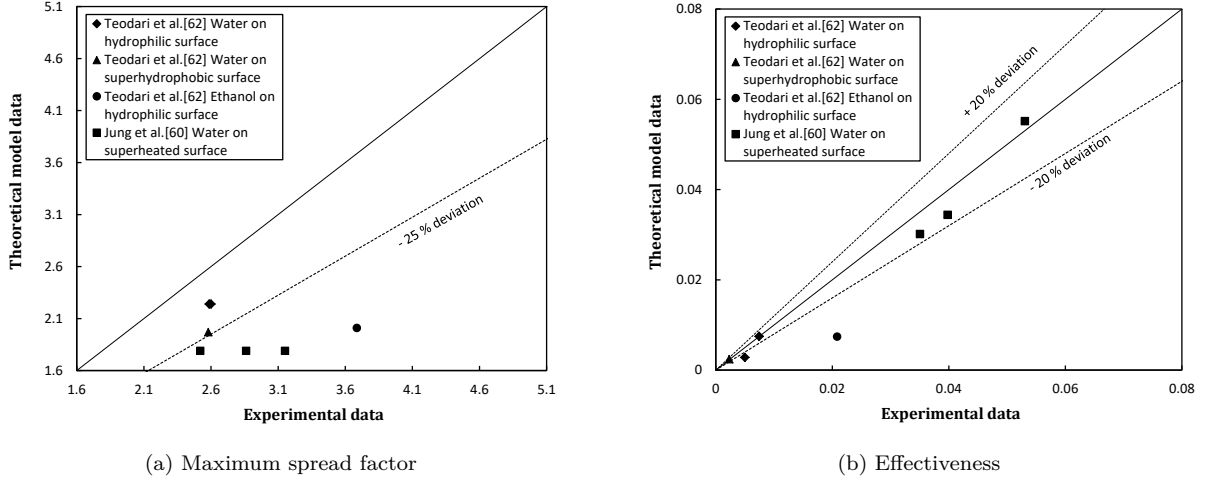 5.1
4.6
4.1
3.6
3.1
2.6
2.1
1.6
Theoretical model data
Teodari et al.[62] Water on
hydrophilic surface
Teodari et al.[62] Water on
superhydrophobic surface
Teodari et al.[62] Ethanol on
hydrophilic surface
Jung et al.[60] Water on
superheated surface
- 25 % deviation
1.6 2.1 2.6 3.1 3.6 4.1 4.6 5.1
Experimental data
(a) Maximum spread factor
0.08
0.06
0.04
0.02
0
Theoretical model data
Teodari et al.[62] Water on
hydrophilic surface
Teodari et al.[62] Water on
superhydrophobic surface
Teodari et al.[62] Ethanol on
hydrophilic surface
Jung et al.[60] Water on
superheated surface
+ 20 % deviation
- 20 % deviation
0 0.02 0.04 0.06 0.08
Experimental data
(b) Effectiveness